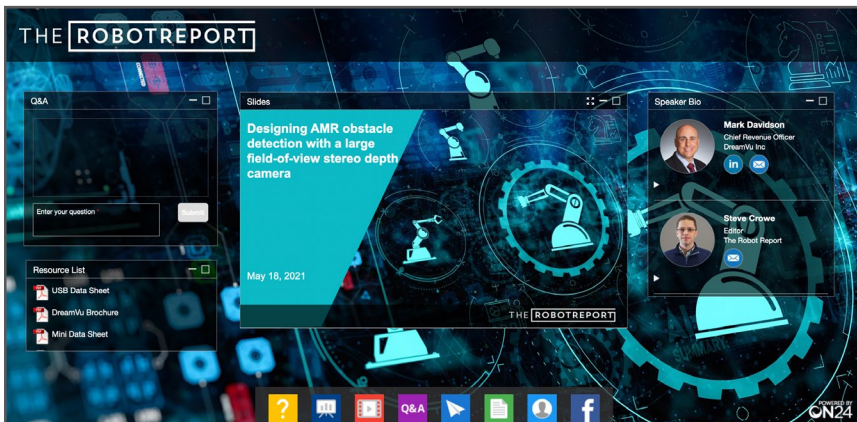 THE ROBOTREPORT
Q&A
Enter your question
Submit
Resource List
USB Data Sheet
DreamVu Brochure
Mini Data Sheet
Slides
Designing AMR obstacle
detection with a large
field-of-view stereo depth
camera
May 18, 2021
THE ROBOTREPORT
Speaker Bio
Mark Davidson
Chief Revenue Officer
DreamVu Inc
in
Steve Crowe
Editor
The Robot Report
?
Q&A
f
POWERED BY
ON24